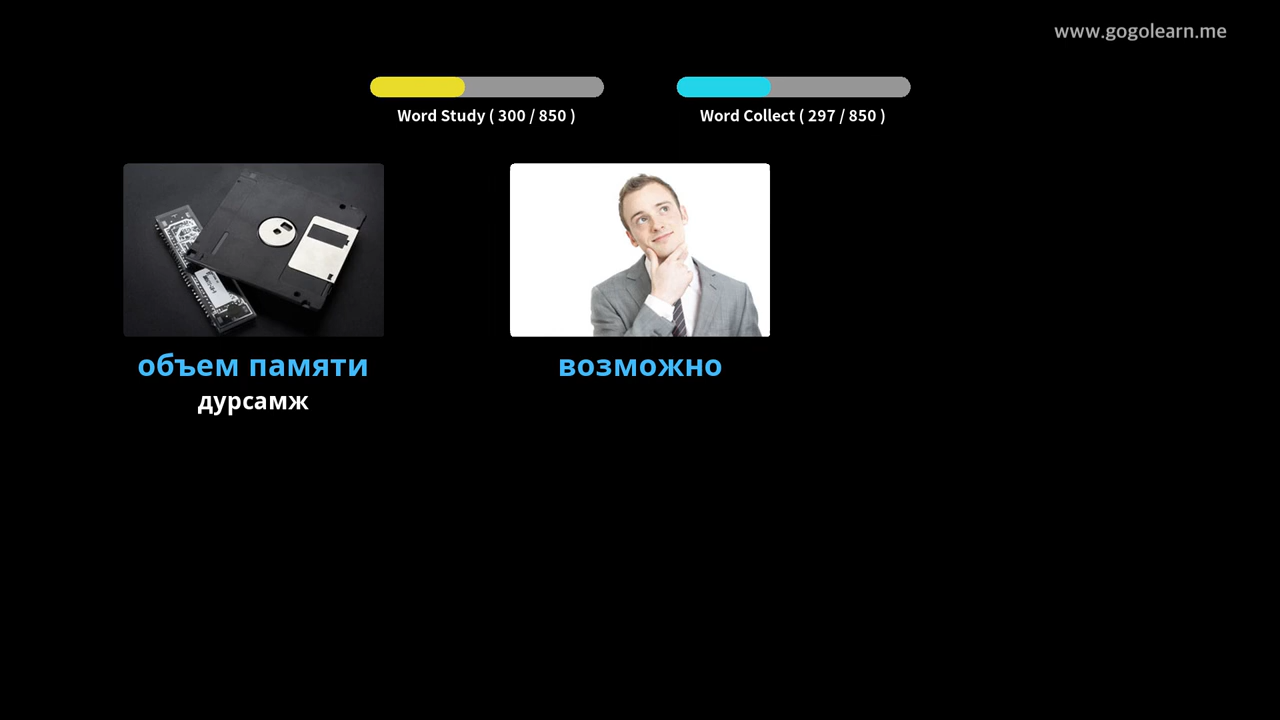 www.gogolearn.me
Word Study ( 300 / 850 )
Word Collect ( 297 / 850 )
объем памяти
дурсамж
возможно